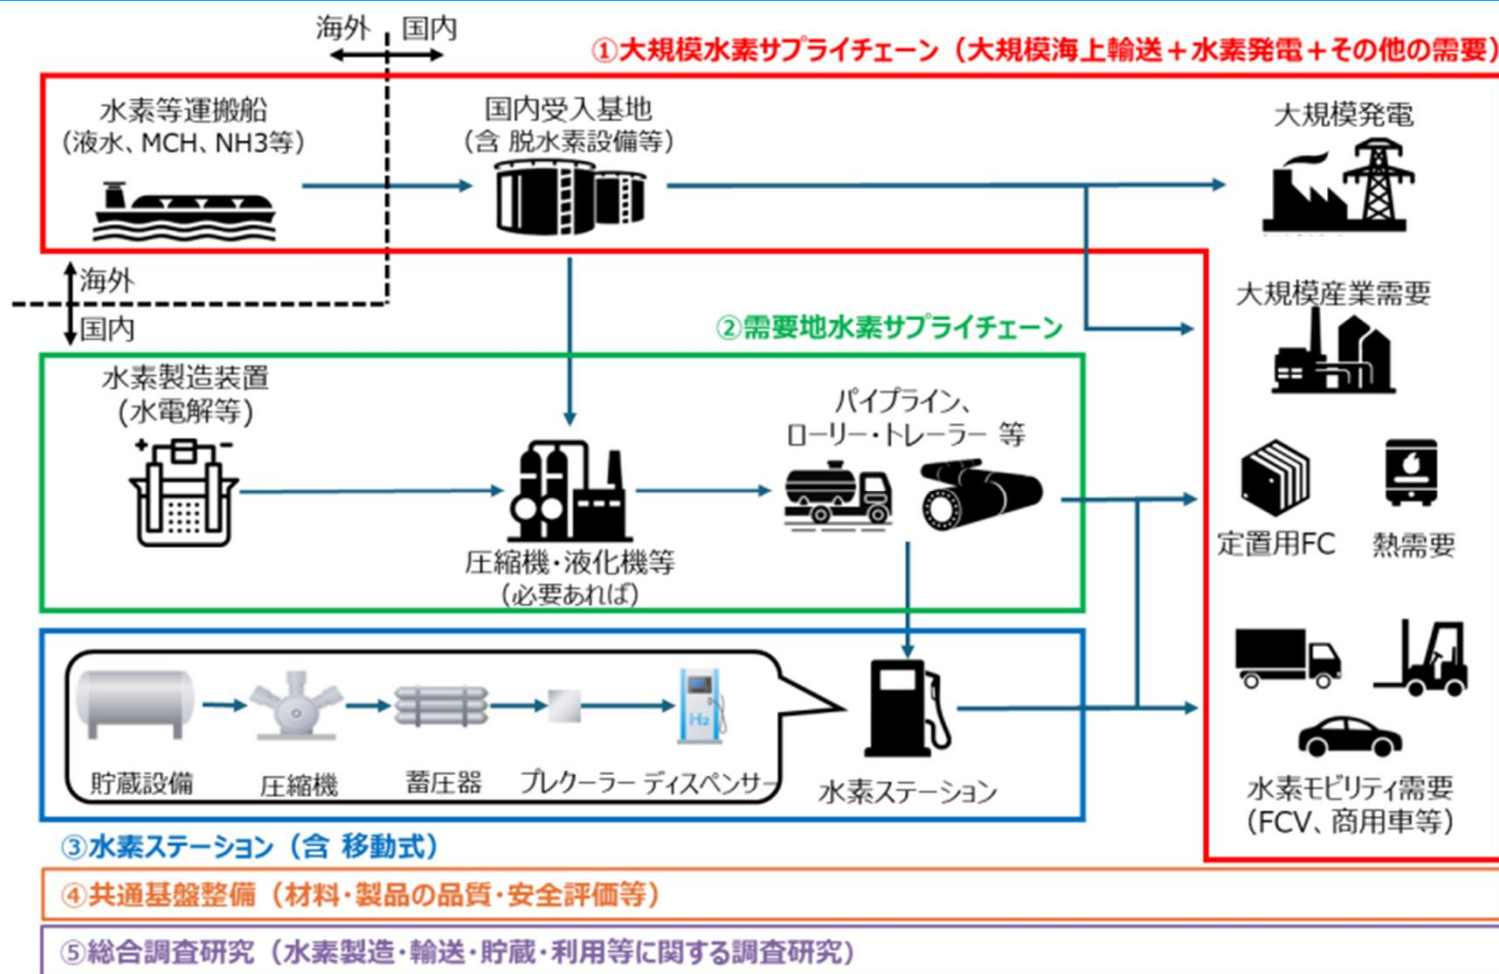 海外 国内
①大規模水素サプライチェーン（大規模海上輸送＋水素発電＋その他の需要）
水素等運搬船
(液水、MCH、NH3等)
国内受入基地
(含 脱水素設備等)
大規模発電
海外
国内
大規模産業需要
②需要地水素サプライチェーン
水素製造装置
(水電解等)
+ -
パイプライン、
ローリー・トレーラー 等
圧縮機・液化機等
(必要あれば)
定置用FC
熱需要
H2
貯蔵設備
圧縮機
蓄圧器
プレクーラー
ディスペンサー
水素ステーション
水素モビリティ需要
(FCV、商用車等)
③水素ステーション（含 移動式）
④共通基盤整備（材料・製品の品質・安全評価等）
⑤総合調査研究（水素製造・輸送・貯蔵・利用等に関する調査研究）